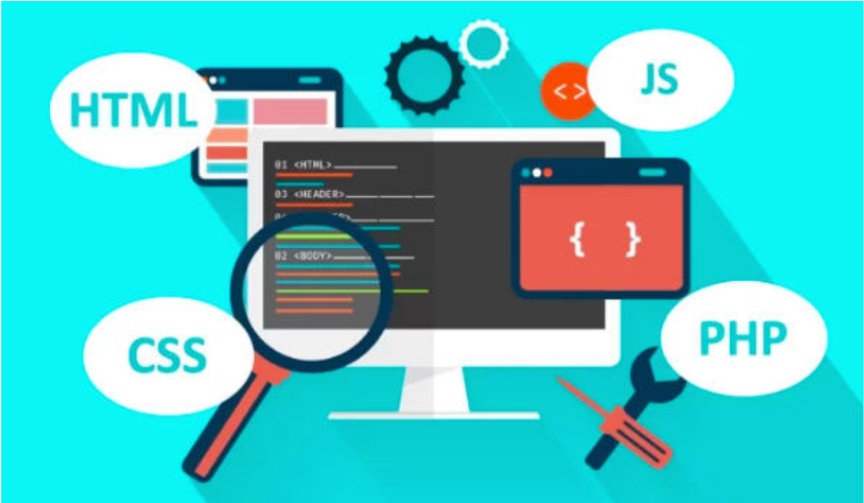 HTML
JS
< >
01 <HTML>
03 <HEADER>
02 <BODY>
{ }
CSS
PHP